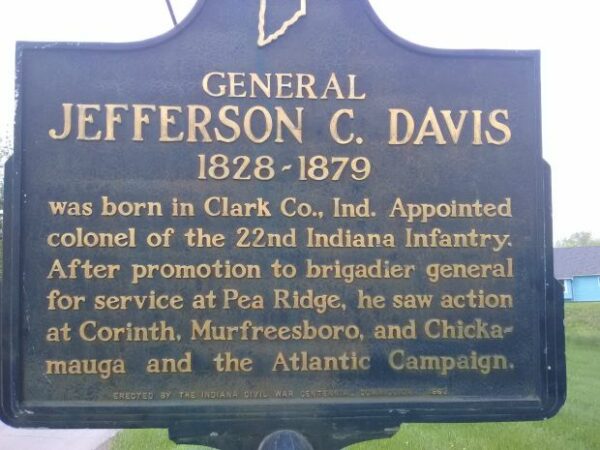 GENERAL
JEFFERSON C. DAVIS
1828-1879
was born in Clark Co., Ind. Appointed
colonel of the 22nd Indiana Infantry.
After promotion to brigadier general
for service at Pea Ridge, he saw action
at Corinth, Murfreesboro, and Chicka-
mauga and the Atlantic Campaign.
ERECTED BY THE INDIANA CIVIL WAR CENTENNIAL COMMISSION